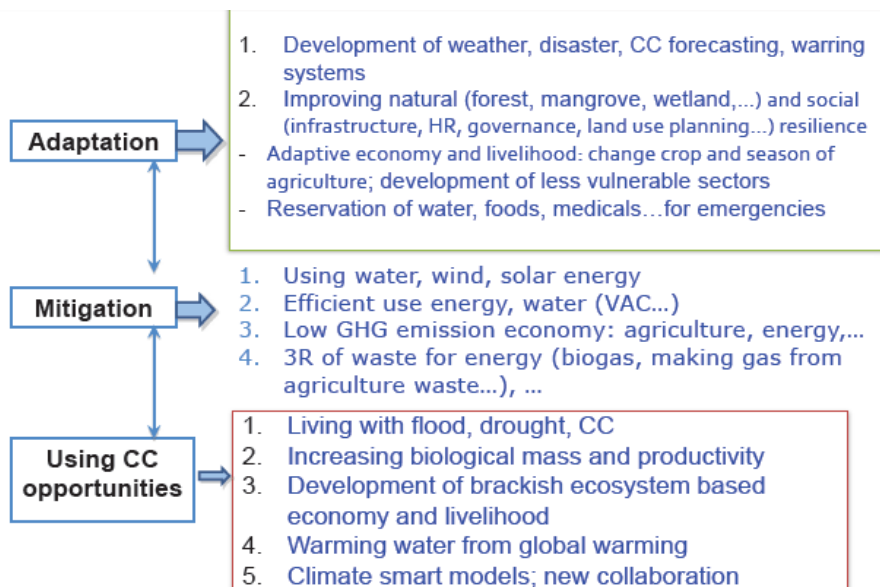 1. Development of weather, disaster, CC forecasting, warring
systems
2. Improving natural (forest, mangrove, wetland,...) and social
(infrastructure, HR, governance, land use planning...) resilience
- Adaptive economy and livelihood: change crop and season of
agriculture; development of less vulnerable sectors
- Reservation of water, foods, medicals...for emergencies
Adaptation
1. Using water, wind, solar energy
2. Efficient use energy, water (VAC...)
3. Low GHG emission economy: agriculture, energy,...
4. 3R of waste for energy (biogas, making gas from
agriculture waste...), ...
Mitigation
1. Living with flood, drought, CC
2. Increasing biological mass and productivity
3. Development of brackish ecosystem based
economy and livelihood
4. Warming water from global warming
5. Climate smart models; new collaboration
Using CC
opportunities